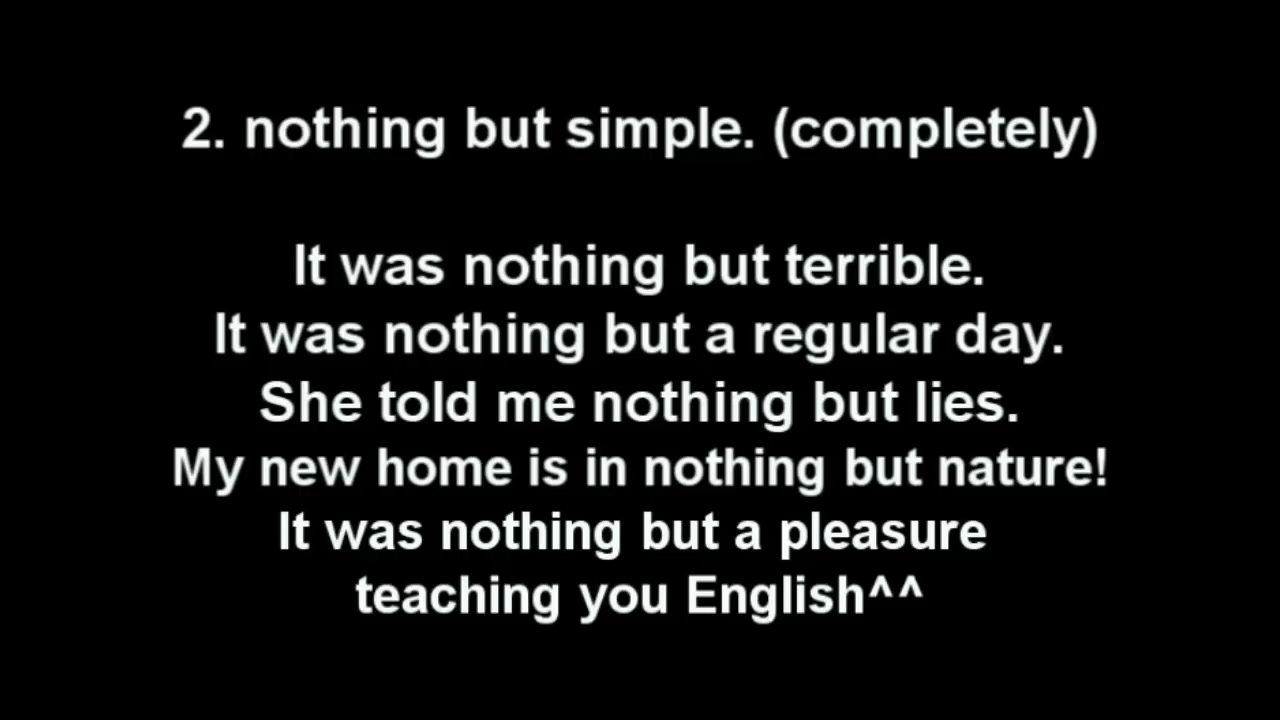 2. nothing but simple. (completely)
It was nothing but terrible.
It was nothing but a regular day.
She told me nothing but lies.
My new home is in nothing but nature!
It was nothing but a pleasure
teaching you English^^